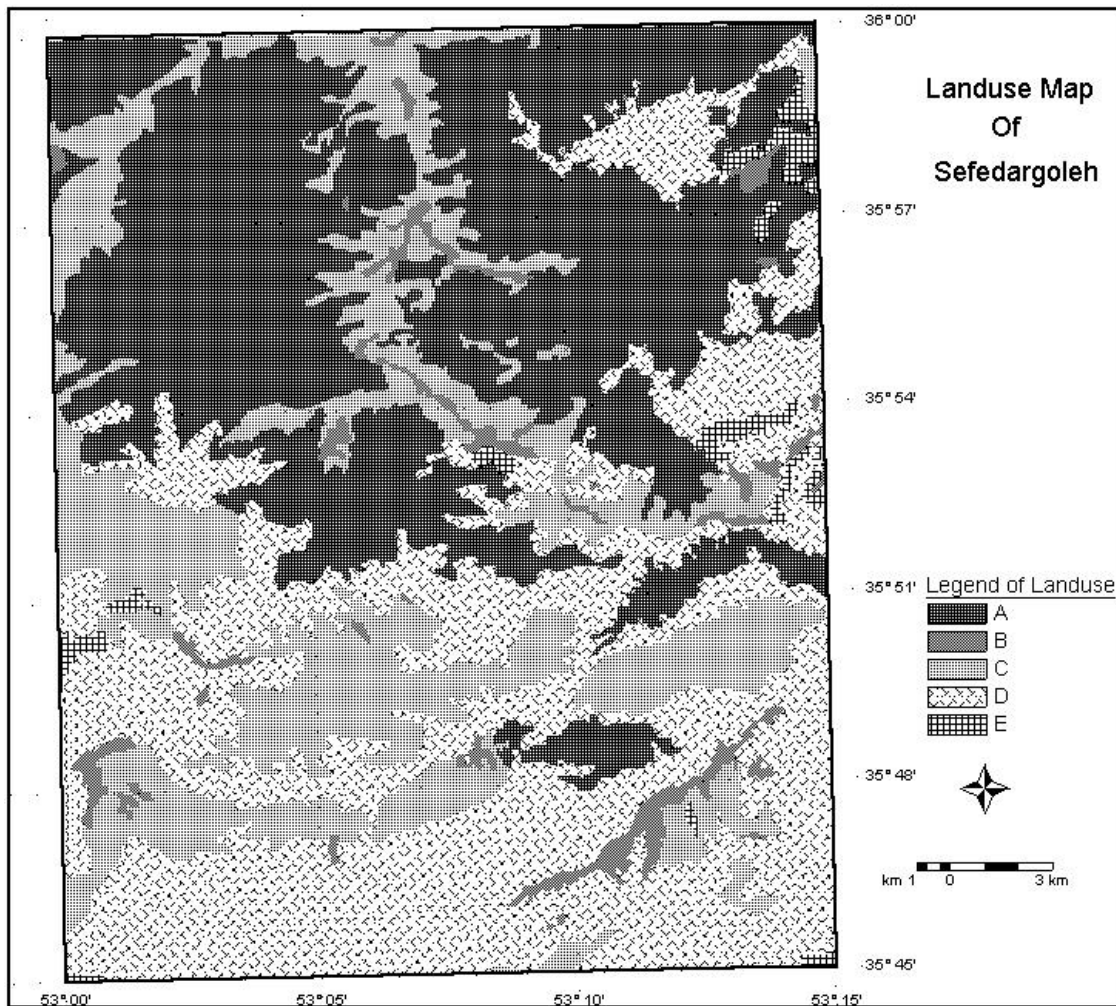 36° 00'
Landuse Map
Of
Sefedargoleh
35° 57'
35° 54'
35° 51'
Legend of Landuse
A
B
C
D
E
35° 48'
km 1 0 3 km
35° 45'
53° 00' 53° 05' 53° 10' 53° 15'